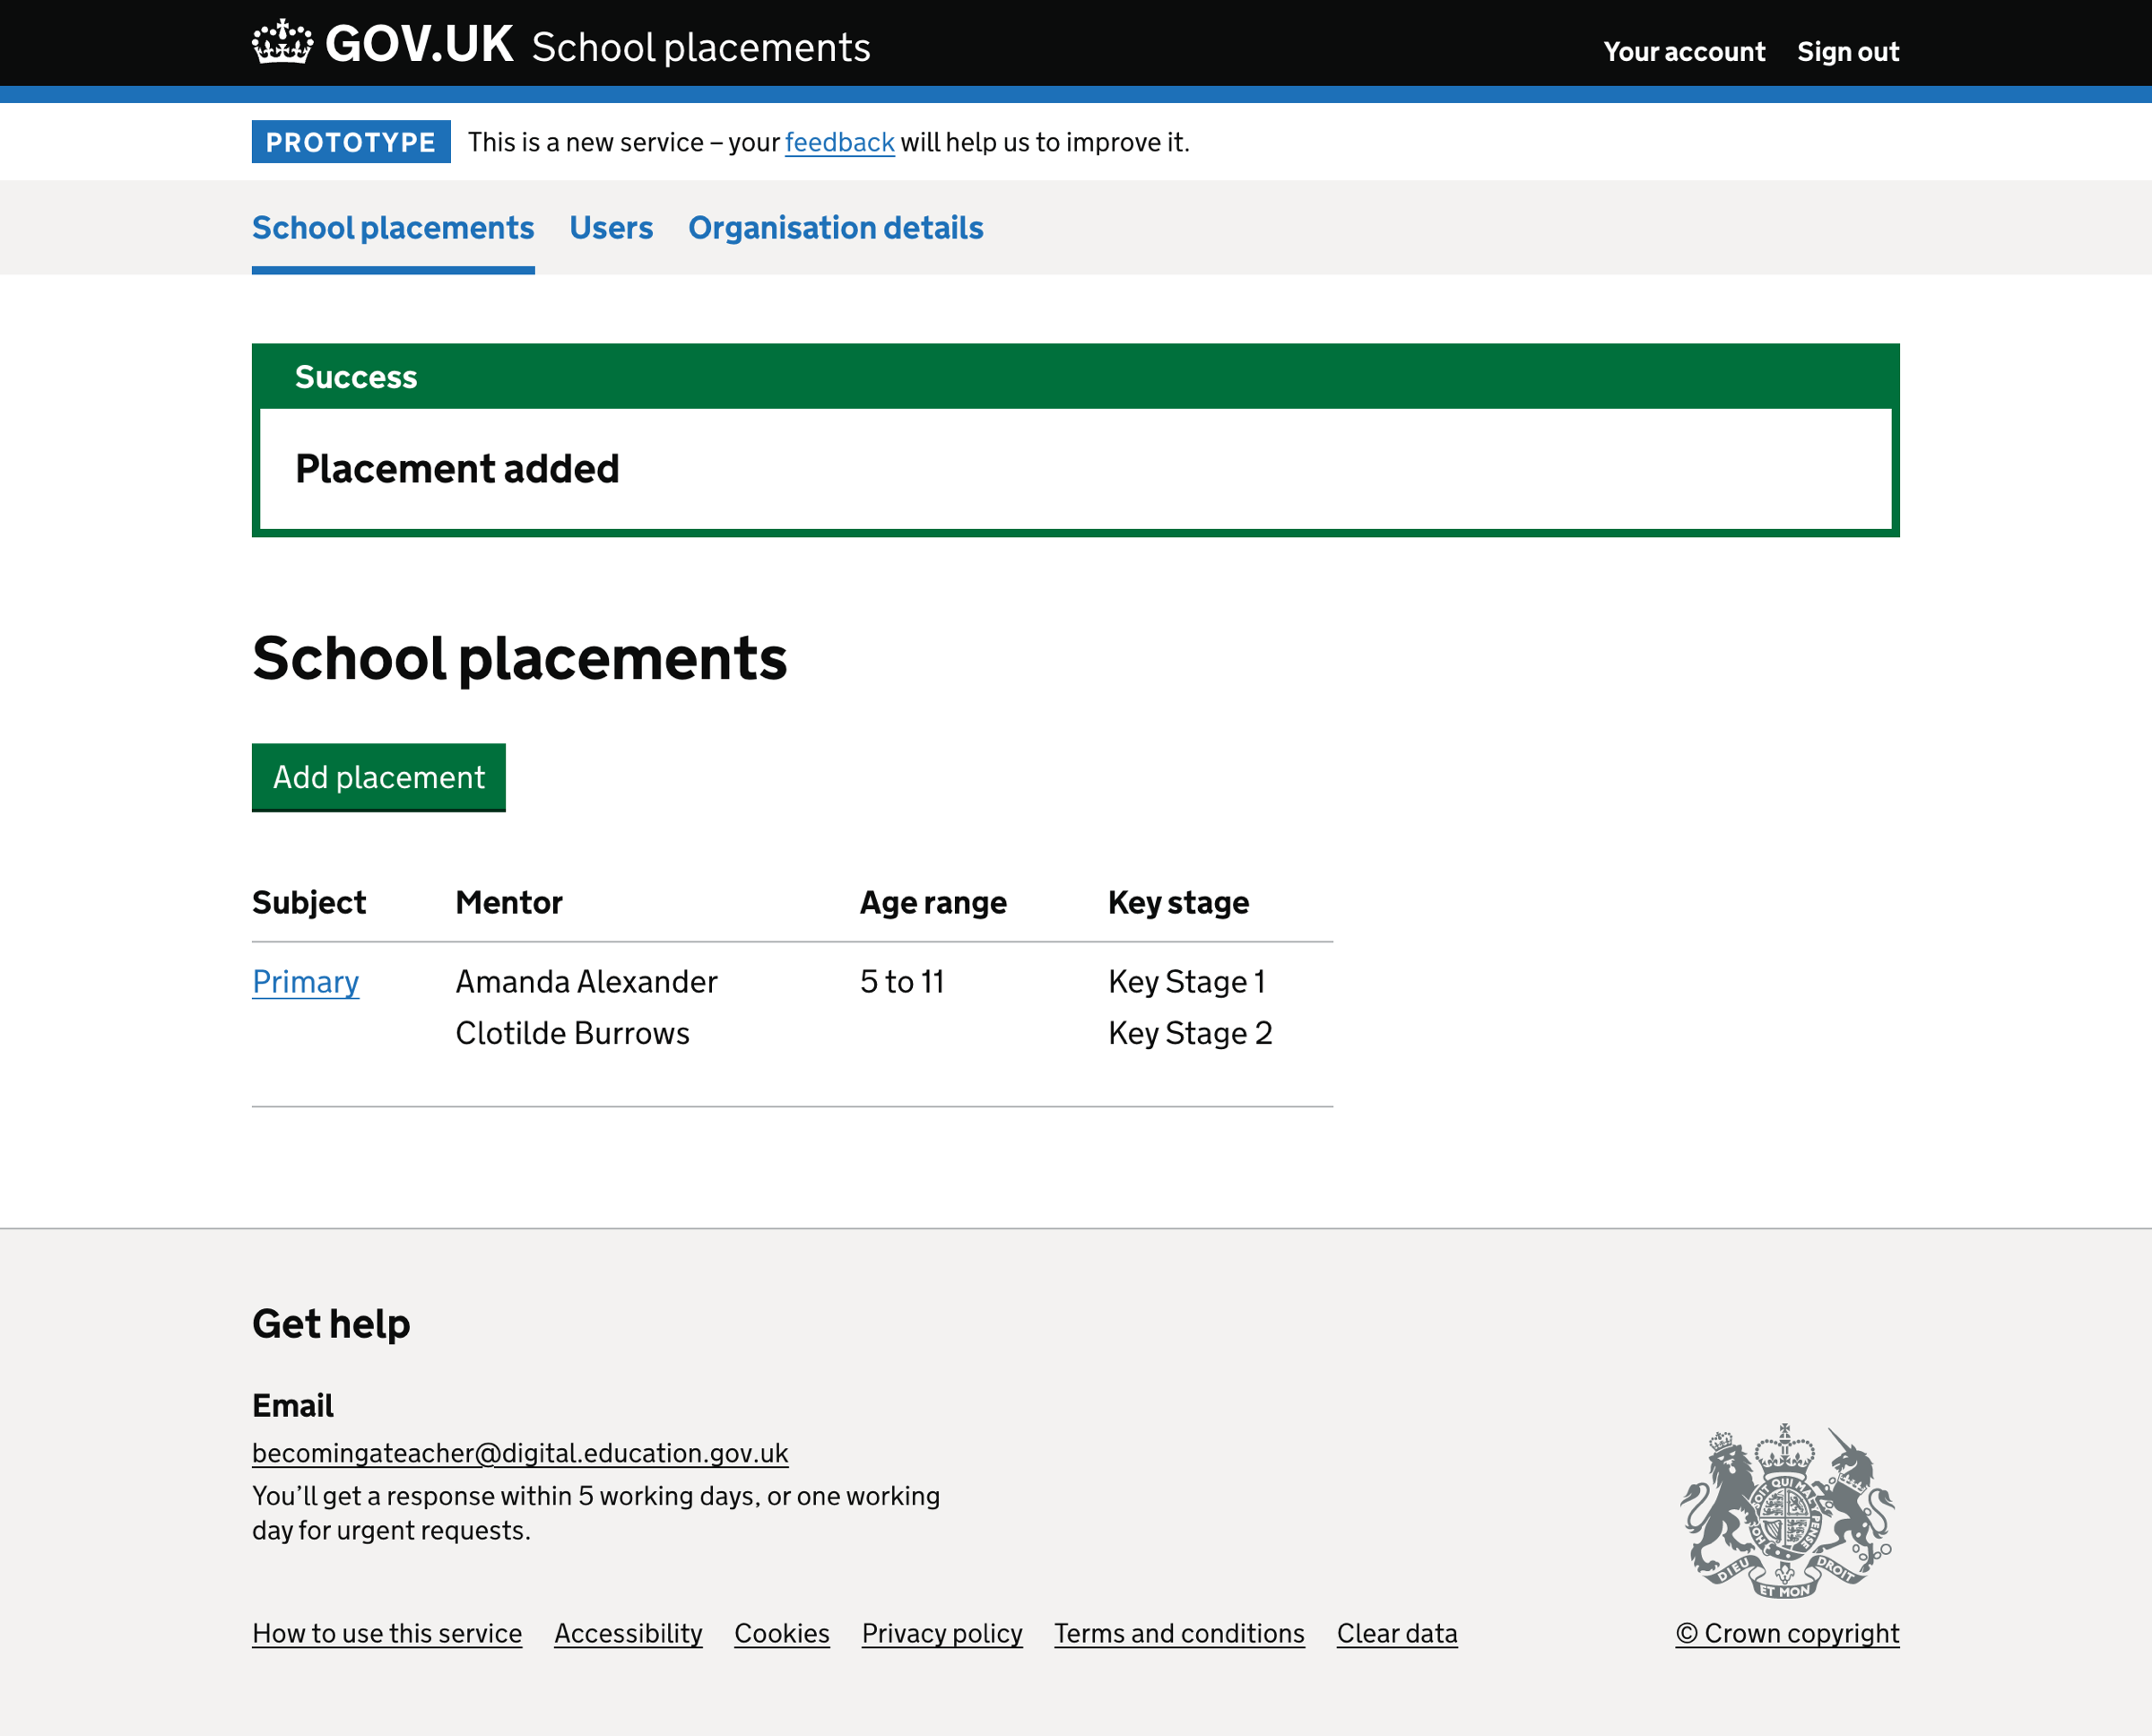 GOV.UK School placements Your account Sign out
PROTOTYPE This is a new service – your feedback will help us to improve it.
School placements Users Organisation details
Success
Placement added
School placements
Add placement
Subject Mentor Age range Key stage
Primary Amanda Alexander 5 to 11 Key Stage 1
Clotilde Burrows Key Stage 2
Get help
Email
becomingateacher@digital.education.gov.uk
You’ll get a response within 5 working days, or one working
day for urgent requests.
DIEU ET MON DROIT
How to use this service Accessibility Cookies Privacy policy Terms and conditions Clear data © Crown copyright